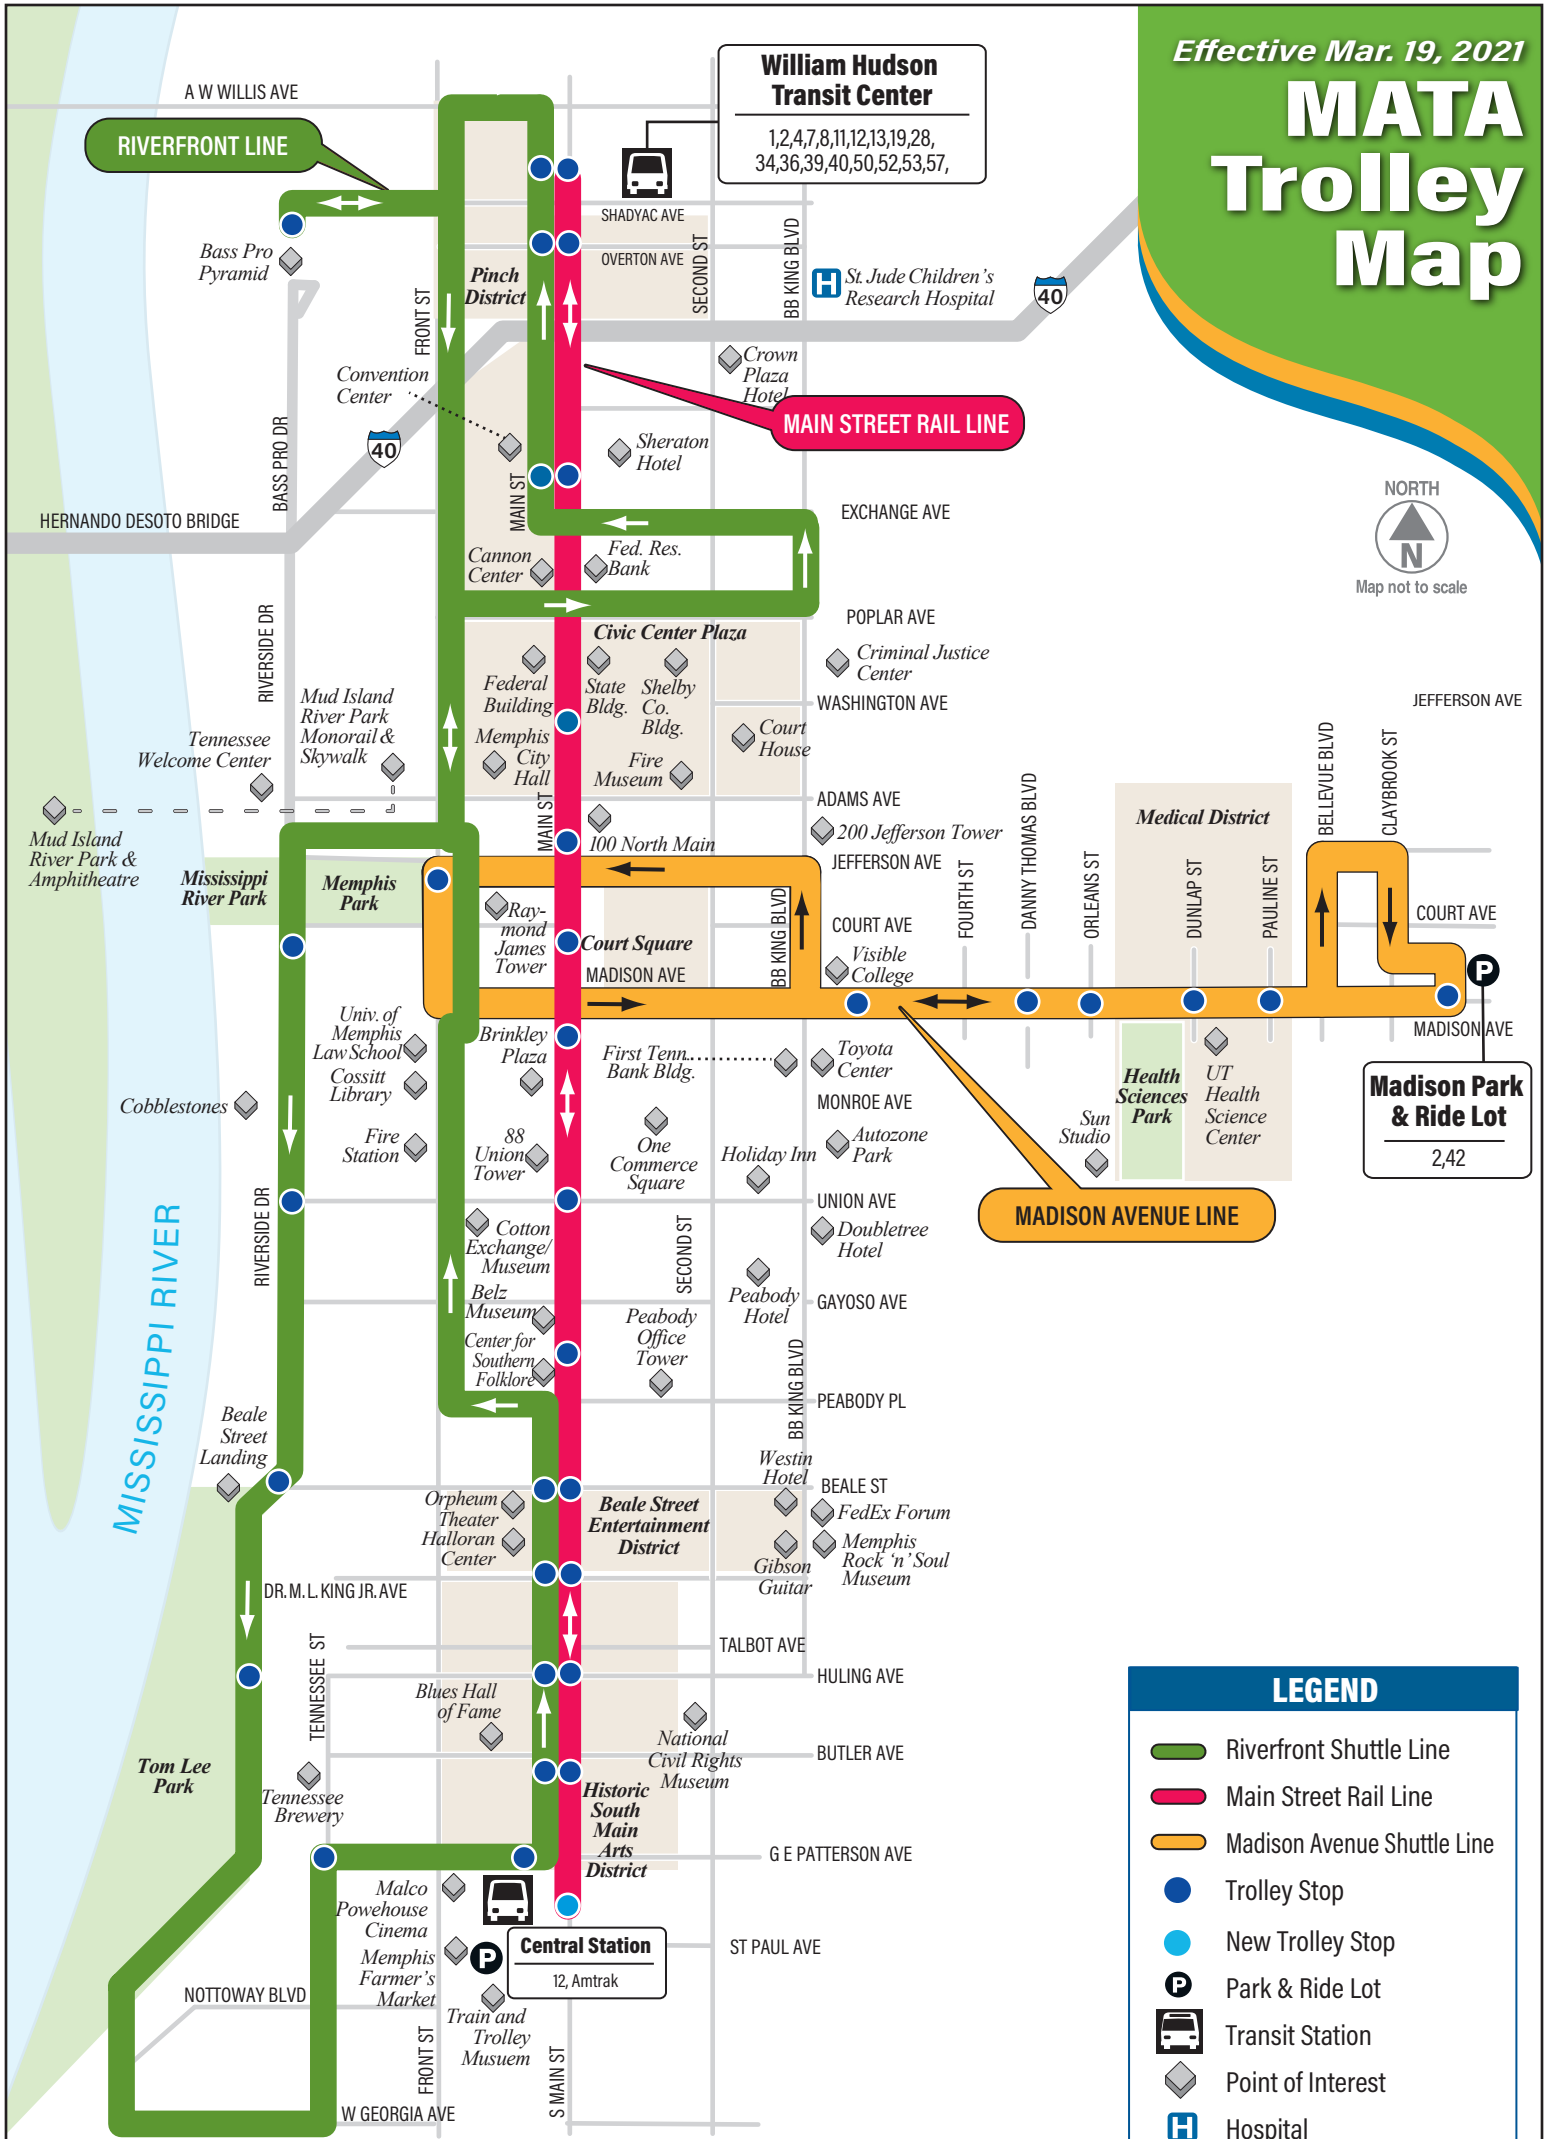 Effective Mar. 19, 2021
MATA
Trolley
Map
William Hudson
Transit Center
1,2,4,7,8,11,12,13,19,28,
34,36,39,40,50,52,53,57,
A W WILLIS AVE
RIVERFRONT LINE
SHADYAC AVE
Bass Pro
Pyramid
OVERTON AVE
SECOND ST
BB KING BLVD
Pinch
District
H
St. Jude Children's
Research Hospital
40
FRONT ST
Crown
Plaza
Hotel
Convention
Center
MAIN STREET RAIL LINE
40
BASS PRO DR
Sheraton
Hotel
MAIN ST
NORTH
N
Map not to scale
HERNANDO DESOTO BRIDGE
EXCHANGE AVE
Cannon
Center
Fed. Res.
Bank
RIVERSIDE DR
POPLAR AVE
Civic Center Plaza
Criminal Justice
Center
Federal
Building
State
Bldg.
Shelby
Co.
Bldg.
WASHINGTON AVE
JEFFERSON AVE
Mud Island
River Park
Monorail &
Skywalk
Tennessee
Welcome Center
Memphis
City
Hall
Fire
Museum
Court
House
BELLEVUE BLVD
CLAYBROOK ST
MAIN ST
ADAMS AVE
DANNY THOMAS BLVD
Medical District
Mud Island
River Park &
Amphitheatre
100 North Main
200 Jefferson Tower
JEFFERSON AVE
Mississippi
River Park
Memphis
Park
FOURTH ST
ORLEANS ST
DUNLAP ST
PAULINE ST
Ray-
mond
James
Tower
Court Square
BB KING BLVD
COURT AVE
COURT AVE
MADISON AVE
Visible
College
P
MADISON AVE
Univ. of
Memphis
Law School
Brinkley
Plaza
First Tenn.
Bank Bldg.
Toyota
Center
Cossitt
Library
Cobblestones
MONROE AVE
Health
Sciences
Park
UT
Health
Science
Center
Madison Park
& Ride Lot
2,42
Fire
Station
88
Union
Tower
One
Commerce
Square
Holiday Inn
Autozone
Park
Sun
Studio
UNION AVE
MADISON AVENUE LINE
RIVERSIDE DR
MISSISSIPPI RIVER
Cotton
Exchange/
Museum
SECOND ST
Doubletree
Hotel
Belz
Museum
Peabody
Hotel
GAYOSO AVE
Center for
Southern
Folklore
Peabody
Office
Tower
BB KING BLVD
PEABODY PL
Beale
Street
Landing
Westin
Hotel
BEALE ST
Orpheum
Theater
Halloran
Center
Beale Street
Entertainment
District
FedEx Forum
Gibson
Guitar
Memphis
Rock 'n' Soul
Museum
DR. M. L. KING JR. AVE
TENNESSEE ST
TALBOT AVE
HULING AVE
Blues Hall
of Fame
National
Civil Rights
Museum
BUTLER AVE
Tom Lee
Park
Tennessee
Brewery
Historic
South
Main
Arts
District
G E PATTERSON AVE
Malco
Powehouse
Cinema
Central Station
12, Amtrak
ST PAUL AVE
Memphis
Farmer's
Market
P
NOTTOWAY BLVD
Train and
Trolley
Musuem
FRONT ST
S MAIN ST
W GEORGIA AVE
LEGEND
Riverfront Shuttle Line
Main Street Rail Line
Madison Avenue Shuttle Line
Trolley Stop
New Trolley Stop
P Park & Ride Lot
Transit Station
Point of Interest
H Hospital